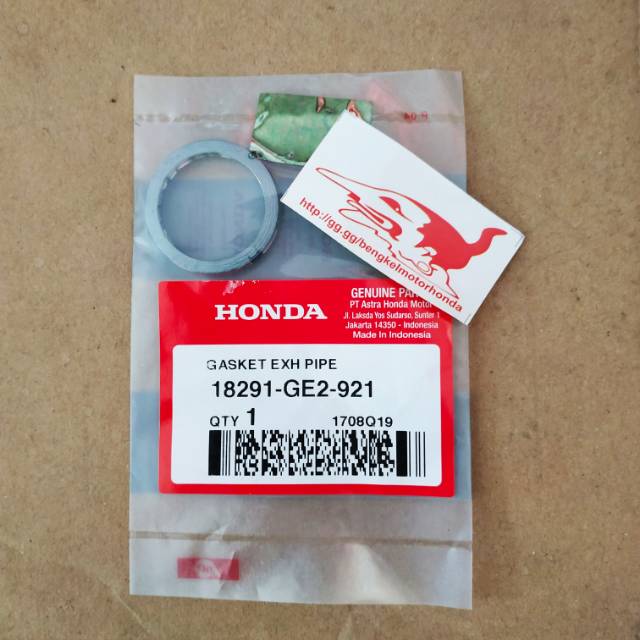 http://gg.gg/bengkelmotorhonda
HONDA
GENUINE
PT Astra Honda Motor
Jl. Laksda Yos Sudarso, Sunter 1
Jakarta 14350 - Indonesia
Made In Indonesia
GASKET EXH PIPE
18291-GE2-921
QTY 1 1708Q19